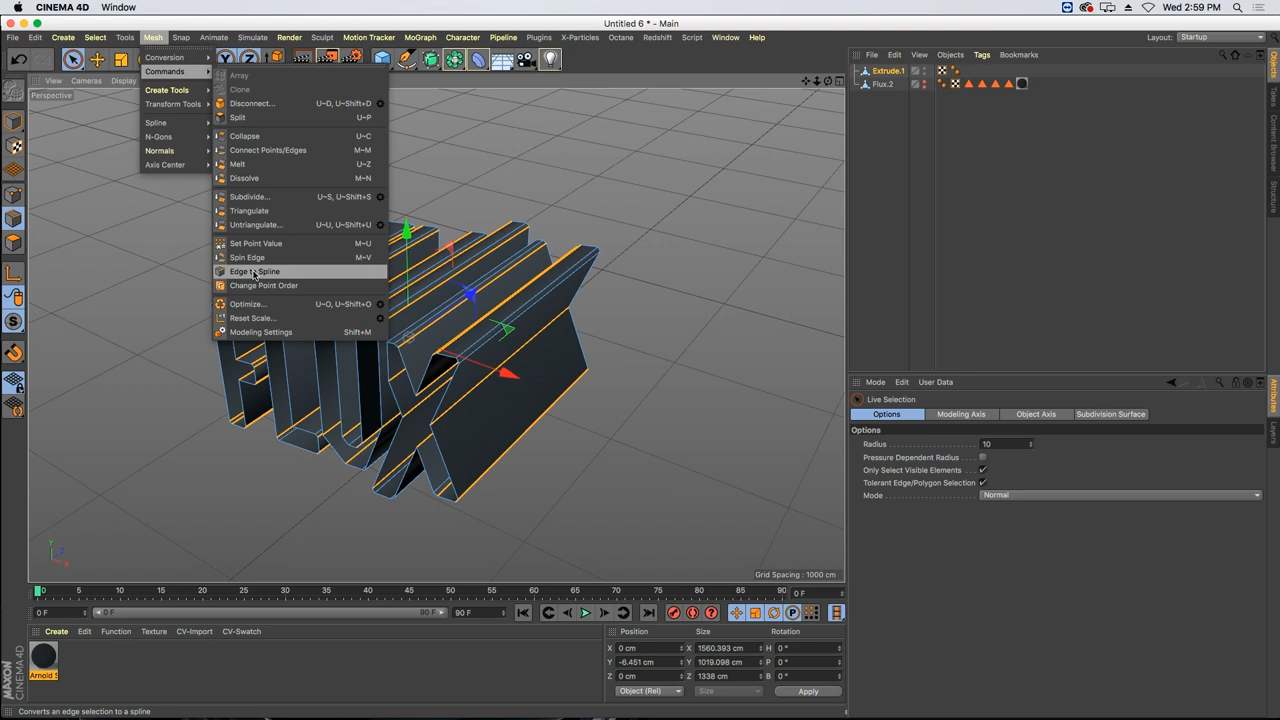 CINEMA 4D Window Wed 2:59 PM
Untitled 6 * - Main
File Edit Create Select Tools Mesh Snap Animate Simulate Render Sculpt Motion Tracker MoGraph Character Pipeline Plugins X-Particles Octane Redshift Script Window Help Layout: Startup
View Cameras Display
Perspective
Conversion
Commands
Create Tools
Transform Tools
Spline
N-Gons
Normals
Axis Center
Array
Clone
Disconnect... U~D, U~Shift+D
Split U~P
Collapse U~C
Connect Points/Edges M~M
Melt U~Z
Dissolve M~N
Subdivide... U~S, U~Shift+S
Triangulate
Untriangulate... U~U, U~Shift+U
Set Point Value M~U
Spin Edge M~V
Edge to Spline
Change Point Order
Optimize... U~O, U~Shift+O
Reset Scale...
Modeling Settings Shift+M
Grid Spacing : 1000 cm
File Edit View Objects Tags Bookmarks
Extrude.1
Flux.2
Objects
Takes
Content Browser
Structure
Mode Edit User Data
Live Selection
Options Modeling Axis Object Axis Subdivision Surface
Options
Radius 10
Pressure Dependent Radius
Only Select Visible Elements
Tolerant Edge/Polygon Selection
Mode Normal
Attributes
Layers
0 5 10 15 20 25 30 35 40 45 50 55 60 65 70 75 80 85 90 0 F
0 F 0 F 90 F 90 F
Create Edit Function Texture CV-Import CV-Swatch
Position Size Rotation
X 0 cm X 1560.393 cm H 0 °
Y -6.451 cm Y 1019.098 cm P 0 °
Z 0 cm Z 1338 cm B 0 °
Object (Rel) Size Apply
Arnold S
MAXON CINEMA 4D
Converts an edge selection to a spline